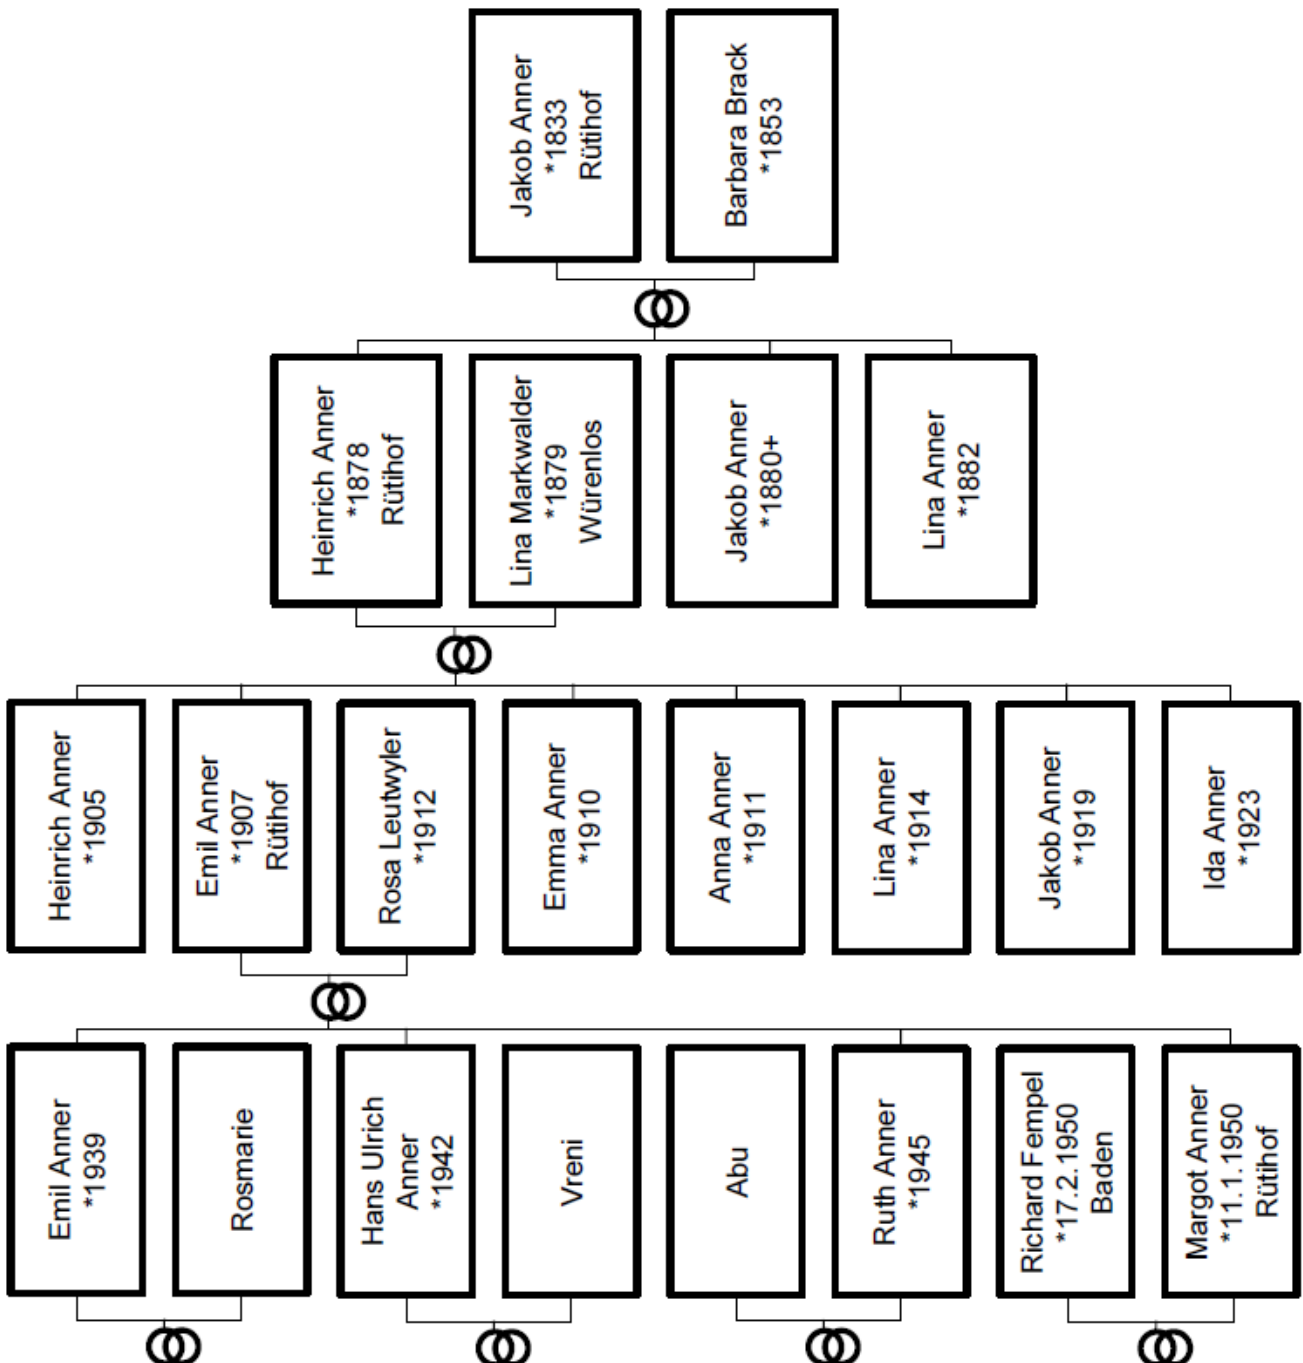 Jakob Anner
*1833
Rütihof
Barbara Brack
*1853
Heinrich Anner
*1878
Rütihof
Lina Markwalder
*1879
Würenlos
Jakob Anner
*1880+
Lina Anner
*1882
Heinrich Anner
*1905
Emil Anner
*1907
Rütihof
Rosa Leutwyler
*1912
Emma Anner
*1910
Anna Anner
*1911
Lina Anner
*1914
Jakob Anner
*1919
Ida Anner
*1923
Emil Anner
*1939
Rosmarie
Hans Ulrich
Anner
*1942
Vreni
Abu
Ruth Anner
*1945
Richard Fempel
*17.2.1950
Baden
Margot Anner
*11.1.1950
Rütihof